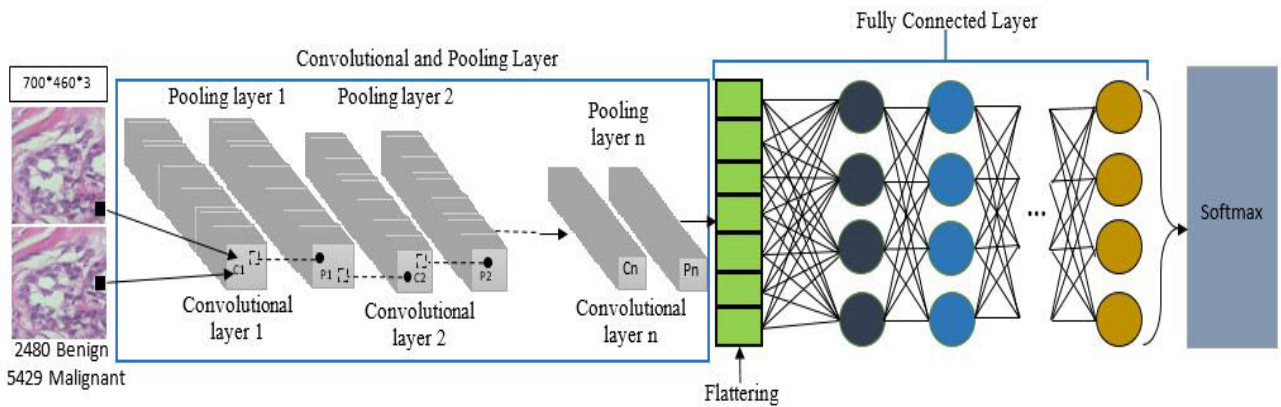 Fully Connected Layer
Convolutional and Pooling Layer
700*460*3
Pooling layer 1
Pooling layer 2
Pooling
layer n
C1
P1
C2
P2
Cn
Pn
...
Softmax
Convolutional
layer 1
Convolutional
layer 2
Convolutional
layer n
2480 Benign
5429 Malignant
Flattering